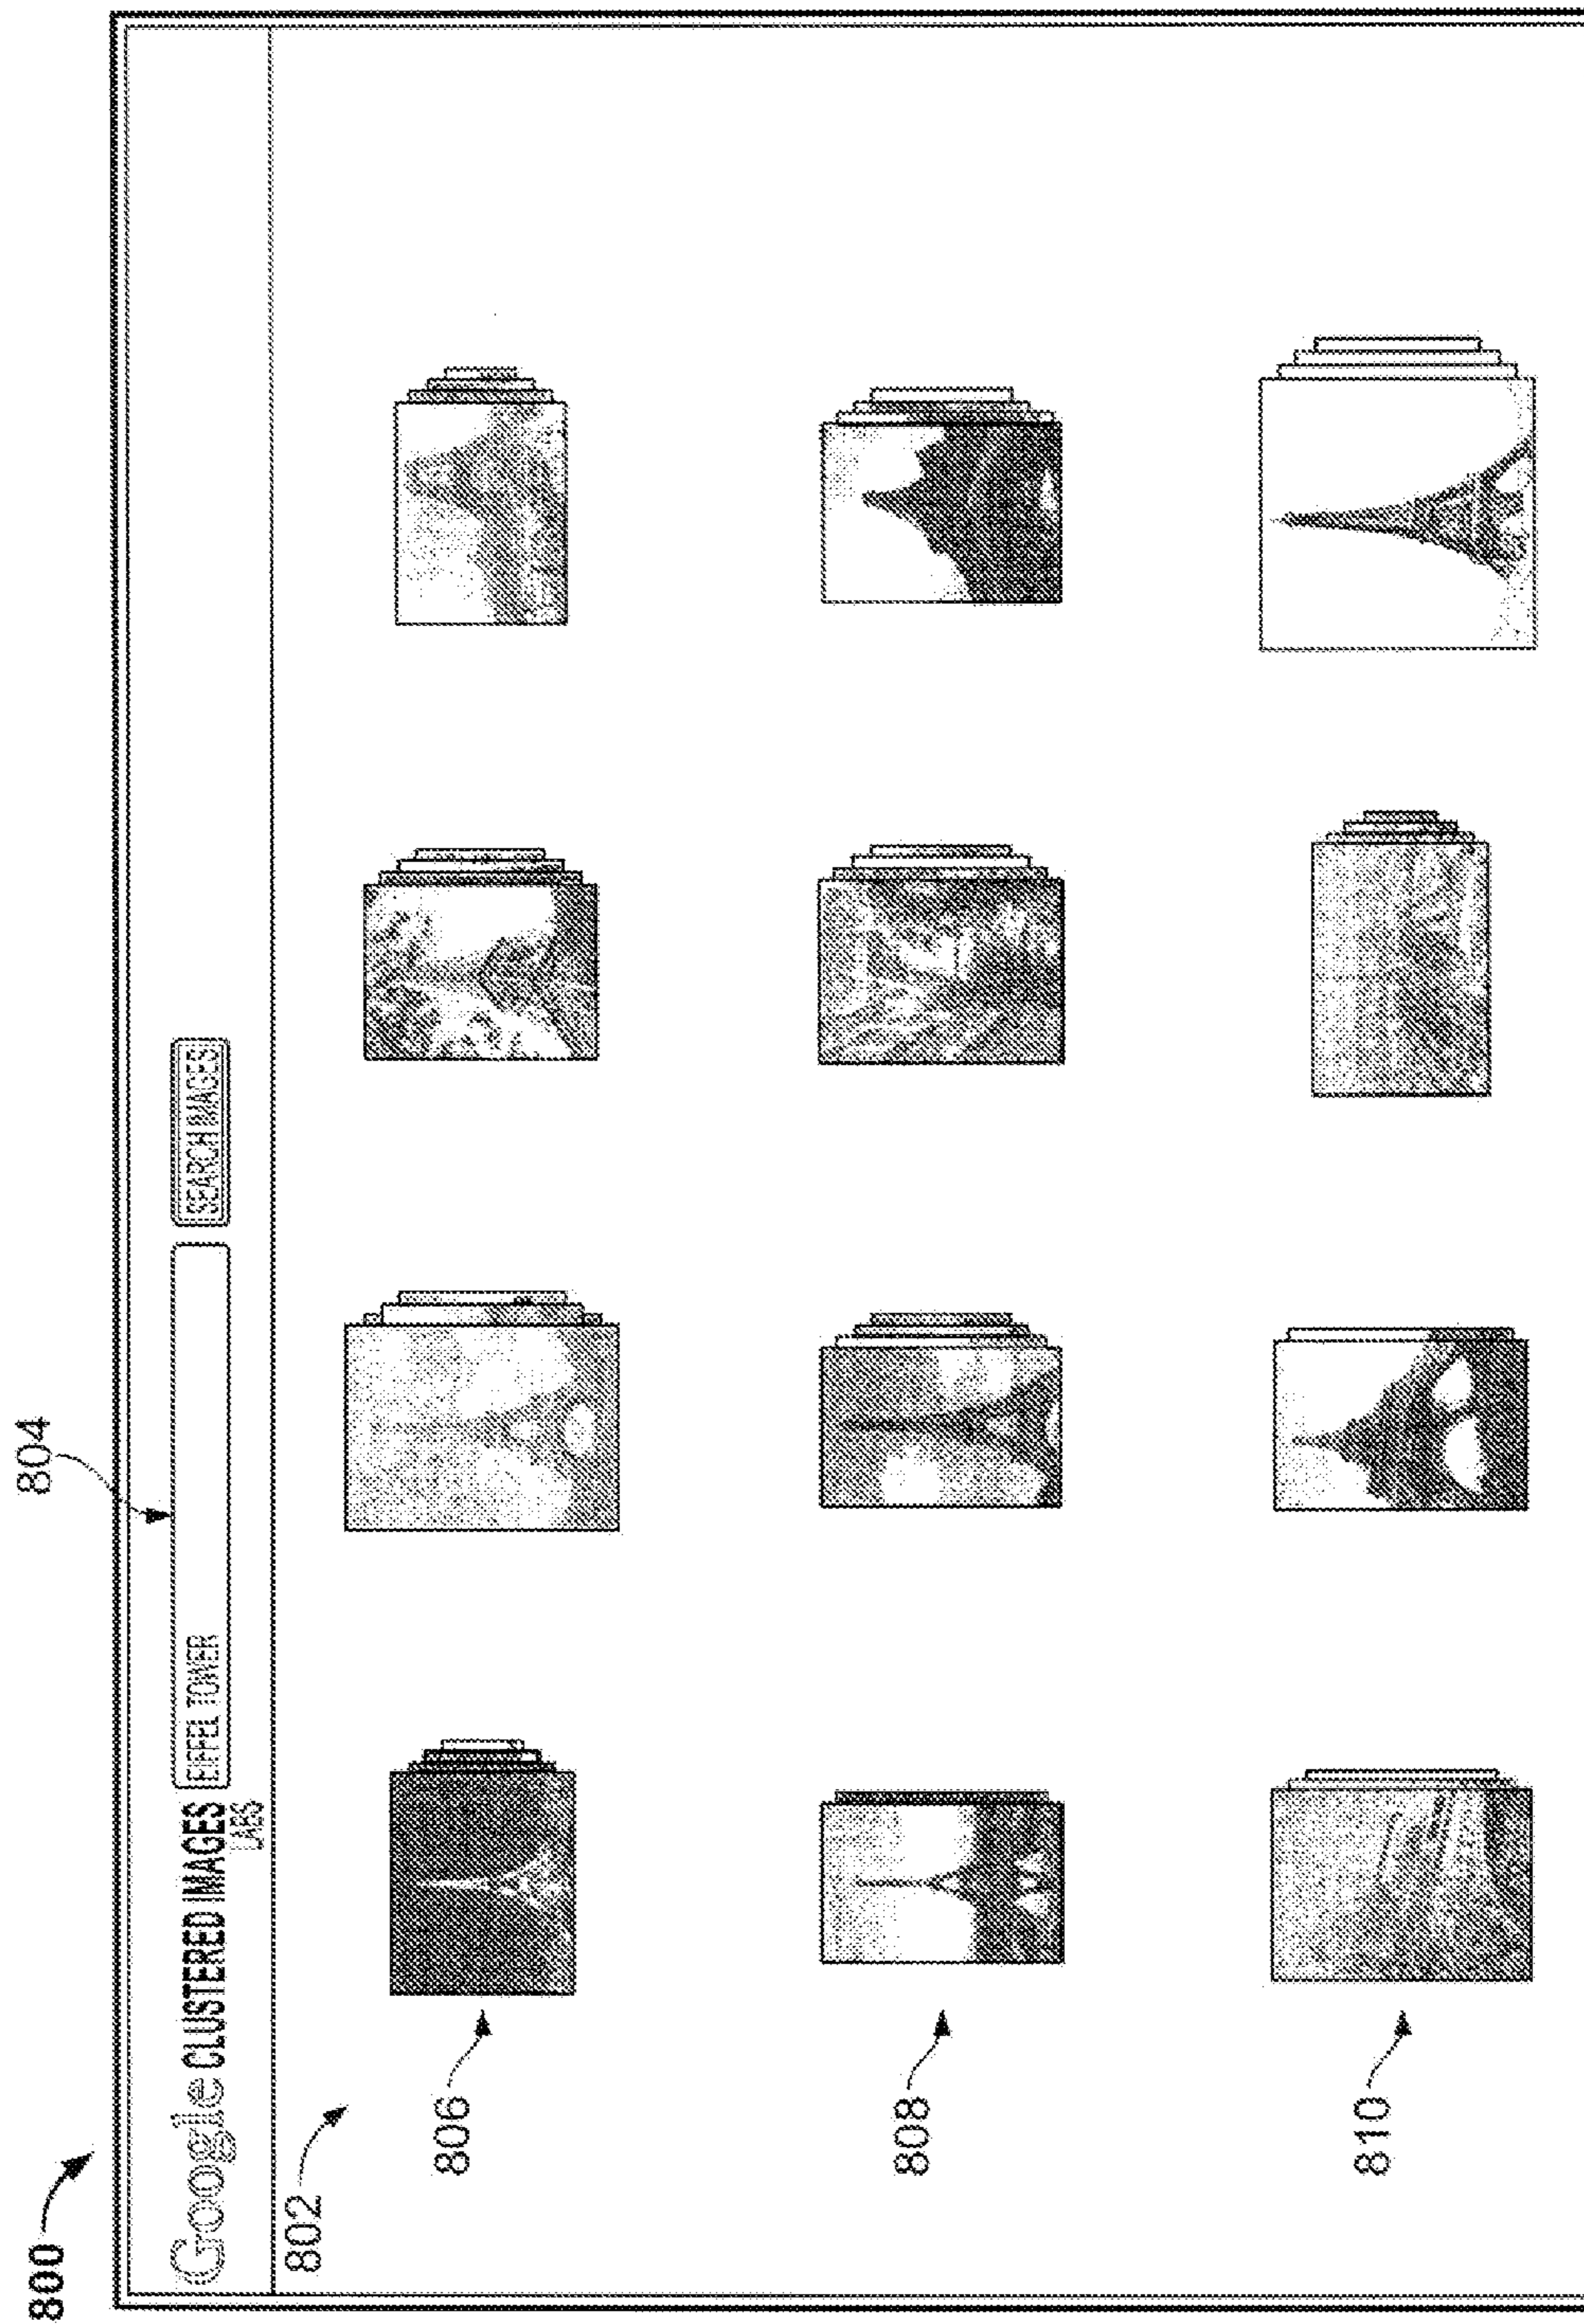 800
804
Google CLUSTERED IMAGES
LABS
EIFFEL TOWER
SEARCH IMAGES
802
806
808
810